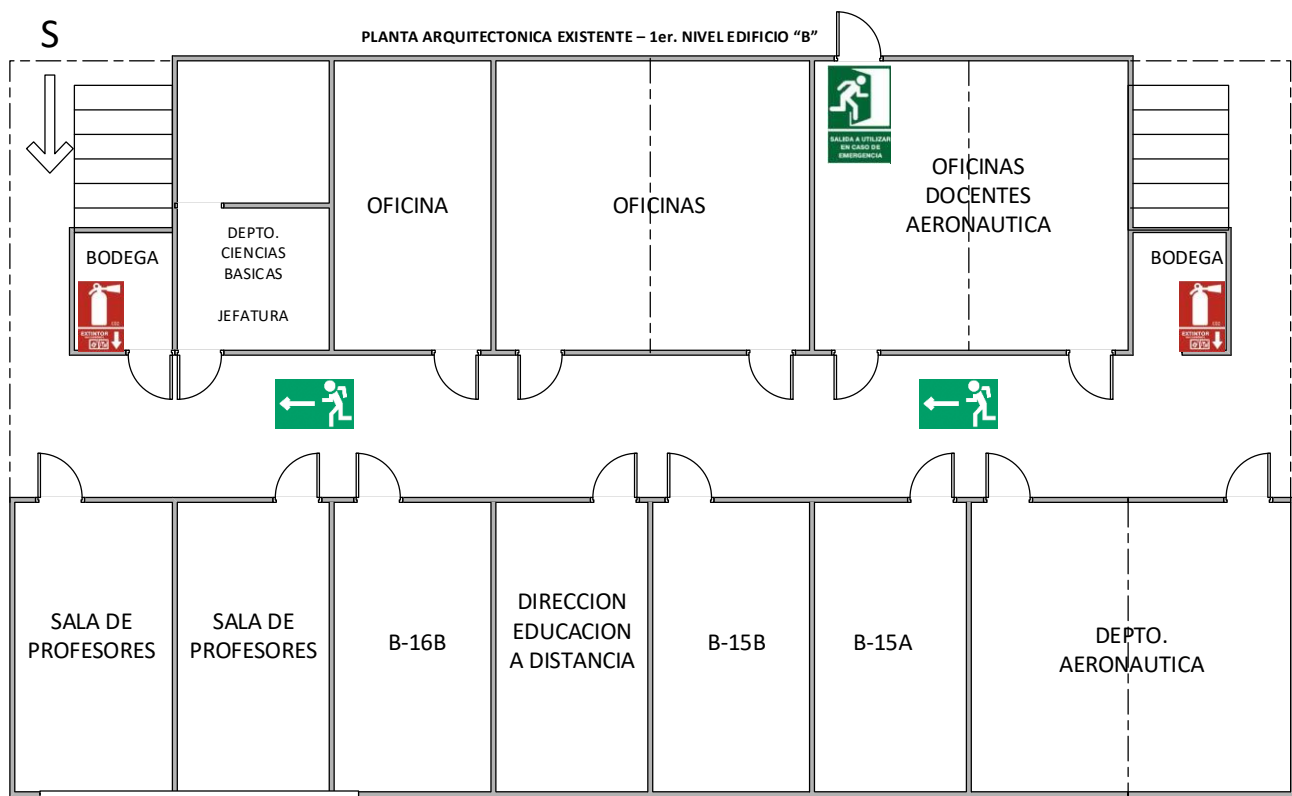 S
PLANTA ARQUITECTONICA EXISTENTE – 1er. NIVEL EDIFICIO “B”
SALIDA A UTILIZAR
EN CASO DE
EMERGENCIA
OFICINA
OFICINAS
OFICINAS
DOCENTES
AERONAUTICA
BODEGA
DEPTO.
CIENCIAS
BASICAS
JEFATURA
BODEGA
EXTINTOR
EXTINTOR
SALA DE
PROFESORES
SALA DE
PROFESORES
B-16B
DIRECCION
EDUCACION
A DISTANCIA
B-15B
B-15A
DEPTO.
AERONAUTICA